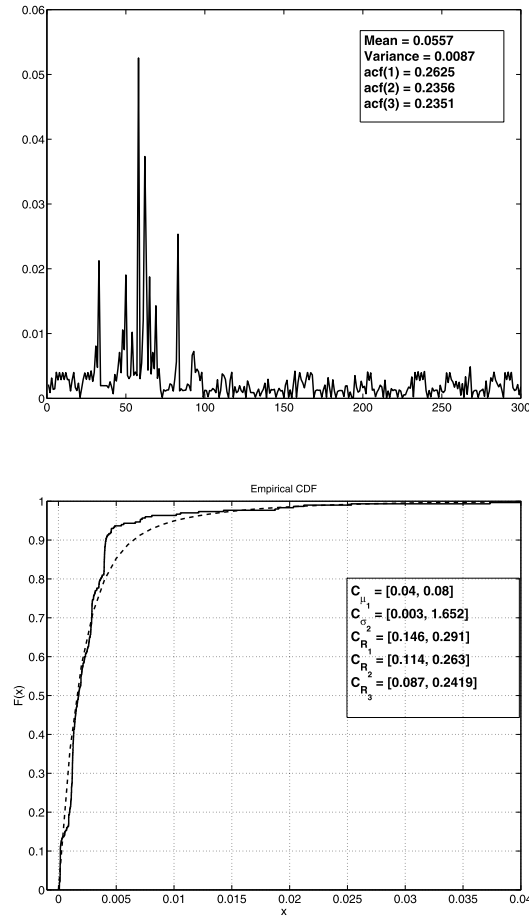 0.06
0.05
0.04
0.03
0.02
0.01
0
0 50 100 150 200 250 300
Mean = 0.0557
Variance = 0.0087
acf(1) = 0.2625
acf(2) = 0.2356
acf(3) = 0.2351
Empirical CDF
1
0.9
0.8
0.7
0.6
0.5
0.4
0.3
0.2
0.1
0
F(x)
C_μ_1 = [0.04, 0.08]
C_σ_2 = [0.003, 1.652]
C_R_1 = [0.146, 0.291]
C_R_2 = [0.114, 0.263]
C_R_3 = [0.087, 0.2419]
0 0.005 0.01 0.015 0.02 0.025 0.03 0.035 0.04
x